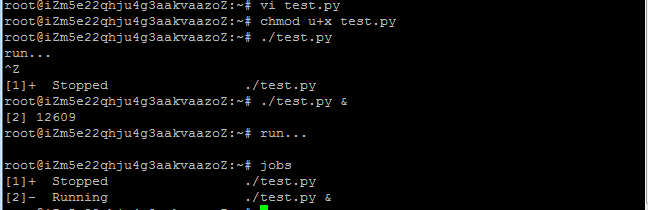 root@iZm5e22qhju4g3aakvaazoZ:~# vi test.py
root@iZm5e22qhju4g3aakvaazoZ:~# chmod u+x test.py
root@iZm5e22qhju4g3aakvaazoZ:~# ./test.py
run...
^Z
[1]+  Stopped                 ./test.py
root@iZm5e22qhju4g3aakvaazoZ:~# ./test.py &
[2] 12609
root@iZm5e22qhju4g3aakvaazoZ:~# run...

root@iZm5e22qhju4g3aakvaazoZ:~# jobs
[1]+  Stopped                 ./test.py
[2]-  Running                 ./test.py &